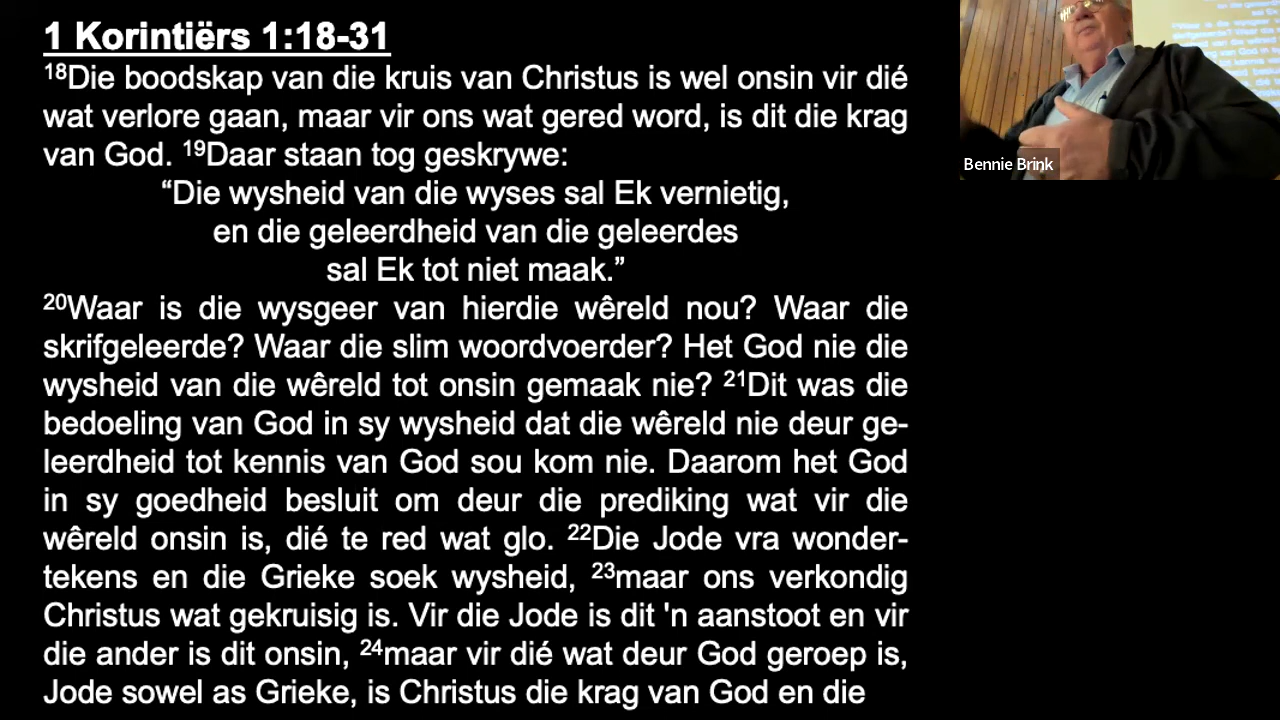 1 Korintiërs 1:18-31
18Die boodskap van die kruis van Christus is wel onsin vir dié
wat verlore gaan, maar vir ons wat gered word, is dit die krag
van God. 19Daar staan tog geskrywe:
“Die wysheid van die wyses sal Ek vernietig,
en die geleerdheid van die geleerdes
sal Ek tot niet maak.”
20Waar is die wysgeer van hierdie wêreld nou? Waar die
skrifgeleerde? Waar die slim woordvoerder? Het God nie die
wysheid van die wêreld tot onsin gemaak nie? 21Dit was die
bedoeling van God in sy wysheid dat die wêreld nie deur ge-
leerdheid tot kennis van God sou kom nie. Daarom het God
in sy goedheid besluit om deur die prediking wat vir die
wêreld onsin is, dié te red wat glo. 22Die Jode vra wonder-
tekens en die Grieke soek wysheid, 23maar ons verkondig
Christus wat gekruisig is. Vir die Jode is dit 'n aanstoot en vir
die ander is dit onsin, 24maar vir dié wat deur God geroep is,
Jode sowel as Grieke, is Christus die krag van God en die
Bennie Brink